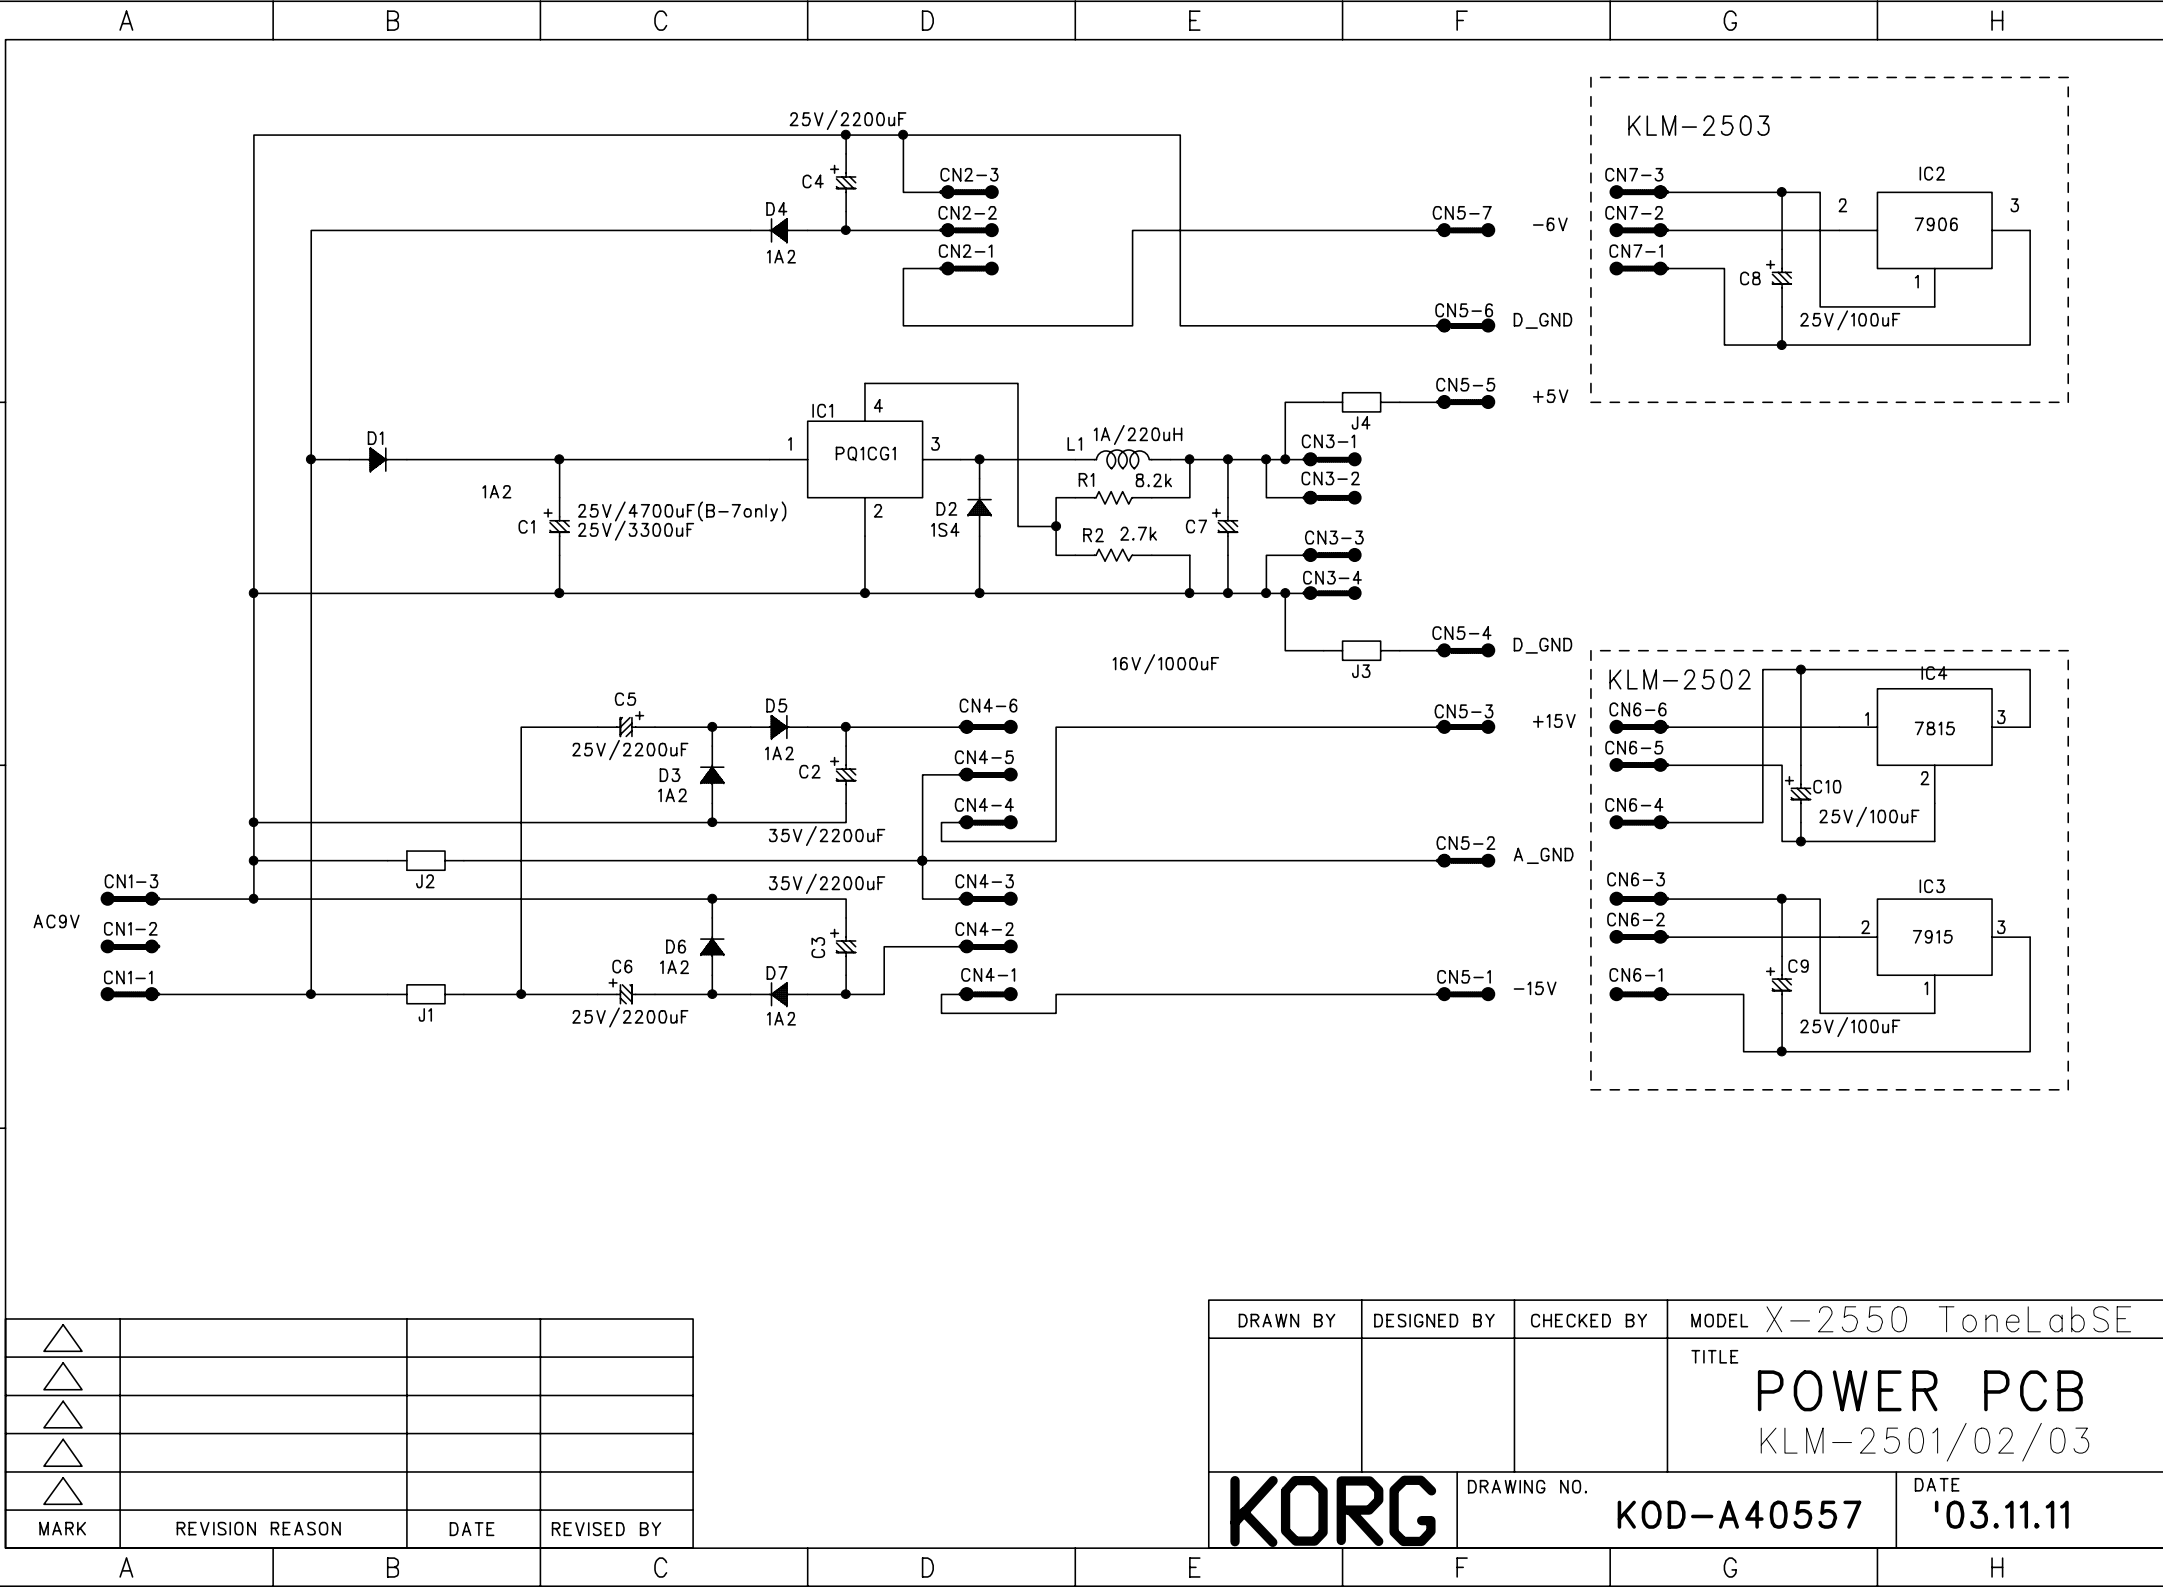 A B C D E F G H
25V/2200uF
KLM-2503
C4 +
CN2-3
CN7-3
IC2
D4
CN2-2
CN5-7
-6V
CN7-2
2
7906
3
1A2
CN2-1
CN7-1
C8 +
1
CN5-6
D_GND
25V/100uF
CN5-5
+5V
IC1
4
J4
D1
1
PQ1CG1
3
L1
1A/220uH
CN3-1
R1
8.2k
CN3-2
1A2
C1 +
25V/4700uF(B-7only)
25V/3300uF
2
D2
1S4
R2
2.7k
C7 +
CN3-3
CN3-4
CN5-4
D_GND
16V/1000uF
J3
KLM-2502
IC4
C5
+
D5
CN4-6
CN5-3
+15V
CN6-6
1
7815
3
25V/2200uF
1A2
CN4-5
CN6-5
D3
1A2
C2 +
2
CN4-4
CN6-4
+ C10
35V/2200uF
25V/100uF
CN5-2
A_GND
J2
CN1-3
35V/2200uF
CN4-3
CN6-3
IC3
AC9V
CN1-2
CN4-2
CN6-2
2
7915
3
D6
1A2
C3 +
CN1-1
C6
+
D7
CN4-1
CN5-1
-15V
CN6-1
+ C9
1
J1
25V/2200uF
1A2
25V/100uF
DRAWN BY
DESIGNED BY
CHECKED BY
MODEL X-2550 ToneLabSE
TITLE
POWER PCB
KLM-2501/02/03
KORG
DRAWING NO.
KOD-A40557
DATE
'03.11.11
MARK
REVISION REASON
DATE
REVISED BY
A B C D E F G H